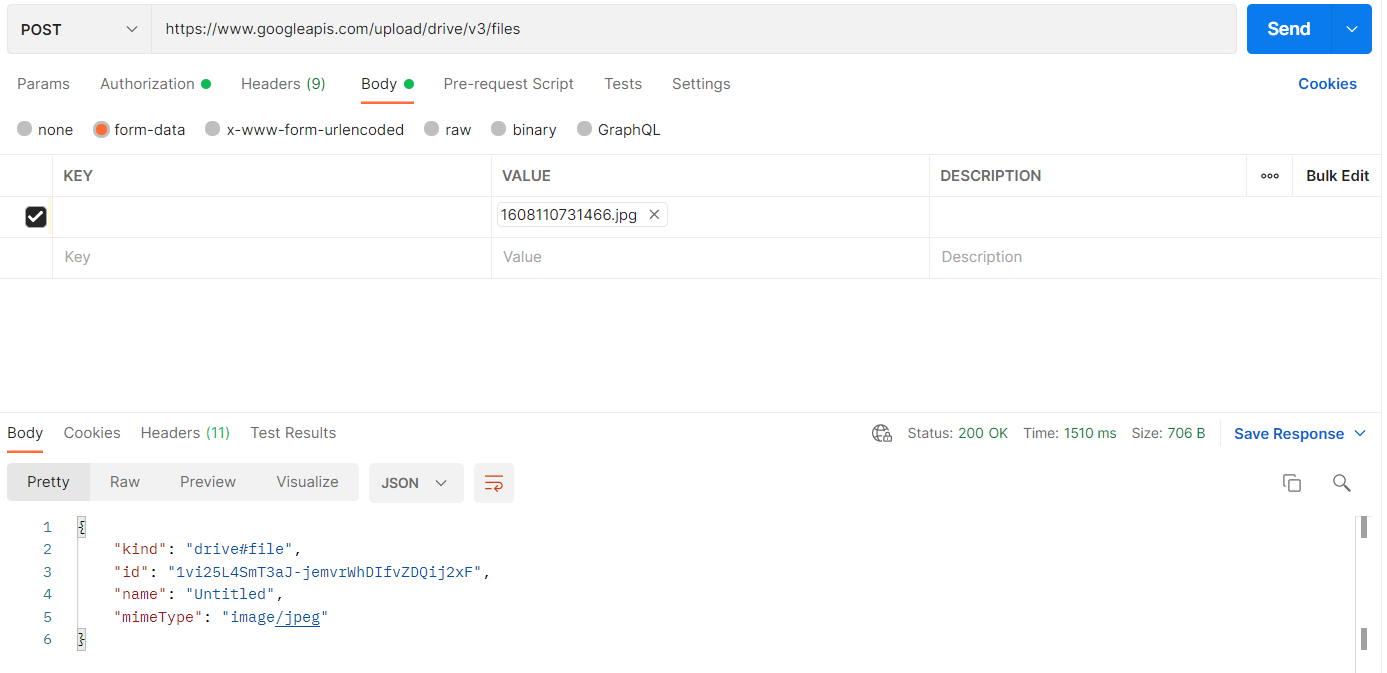 POST https://www.googleapis.com/upload/drive/v3/files Send
Params Authorization Headers (9) Body Pre-request Script Tests Settings Cookies
none form-data x-www-form-urlencoded raw binary GraphQL
KEY VALUE DESCRIPTION ooo Bulk Edit
1608110731466.jpg ×
Key Value Description
Body Cookies Headers (11) Test Results Status: 200 OK Time: 1510 ms Size: 706 B Save Response
Pretty Raw Preview Visualize JSON
1 {
2 "kind": "drive#file",
3 "id": "1vi25L4SmT3aJ-jemvrWhDIfvZDQij2xF",
4 "name": "Untitled",
5 "mimeType": "image/jpeg"
6 }